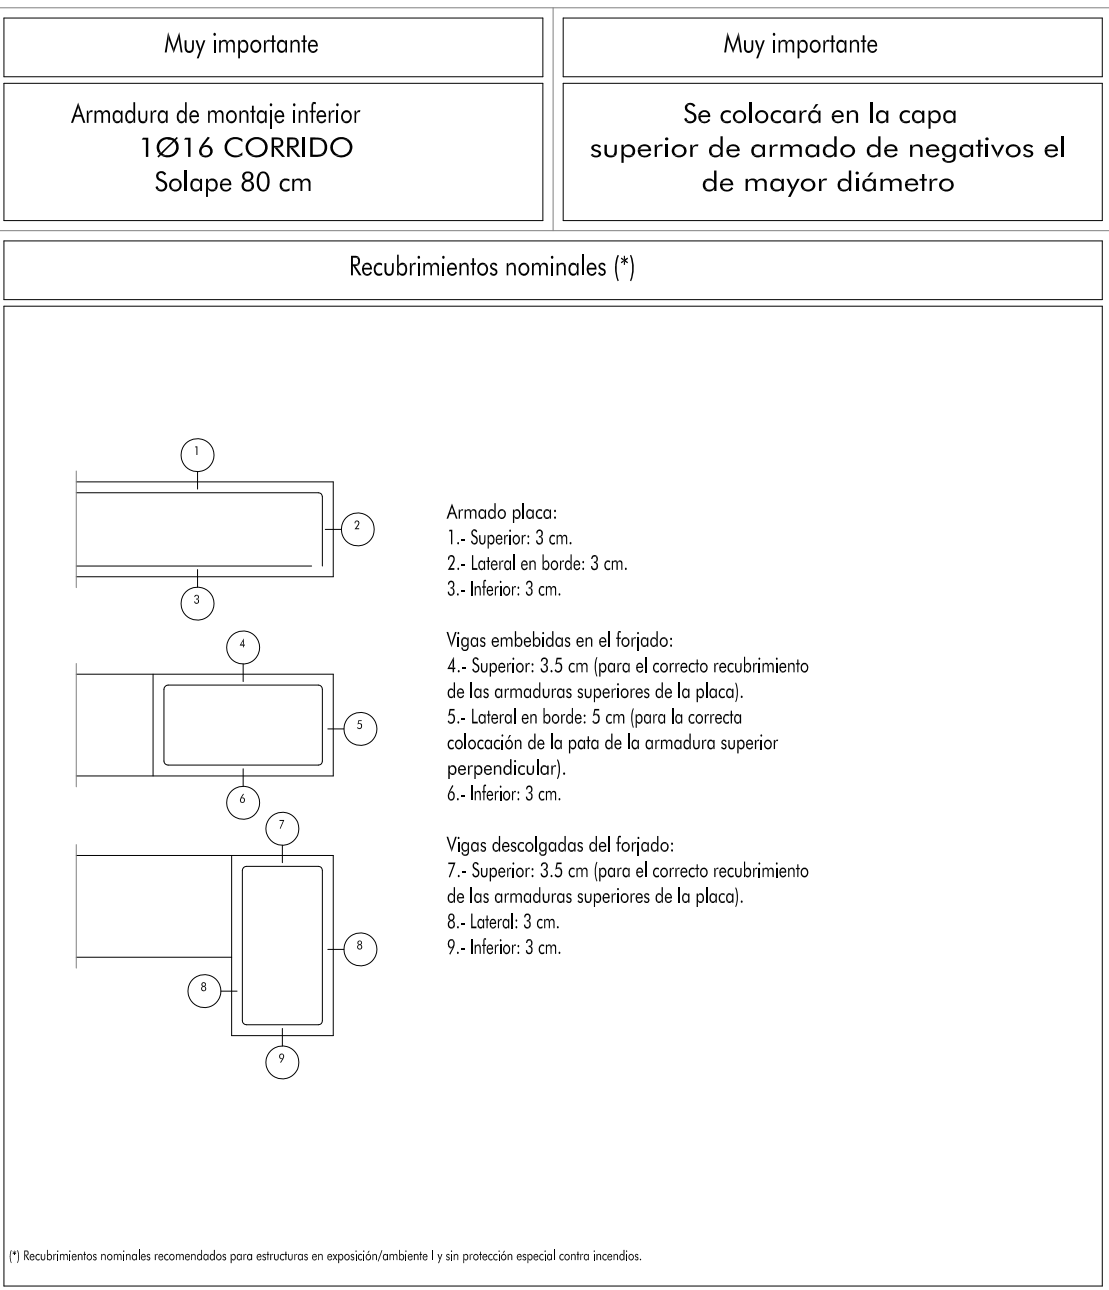 Muy importante
Armadura de montaje inferior
1Ø16 CORRIDO
Solape 80 cm
Muy importante
Se colocará en la capa
superior de armado de negativos el
de mayor diámetro
Recubrimientos nominales (*)
1
2
3
Armado placa:
1.- Superior: 3 cm.
2.- Lateral en borde: 3 cm.
3.- Inferior: 3 cm.
4
5
6
Vigas embebidas en el forjado:
4.- Superior: 3.5 cm (para el correcto recubrimiento
de las armaduras superiores de la placa).
5.- Lateral en borde: 5 cm (para la correcta
colocación de la pata de la armadura superior
perpendicular).
6.- Inferior: 3 cm.
7
8
8
9
Vigas descolgadas del forjado:
7.- Superior: 3.5 cm (para el correcto recubrimiento
de las armaduras superiores de la placa).
8.- Lateral: 3 cm.
9.- Inferior: 3 cm.
(*) Recubrimientos nominales recomendados para estructuras en exposición/ambiente I y sin protección especial contra incendios.